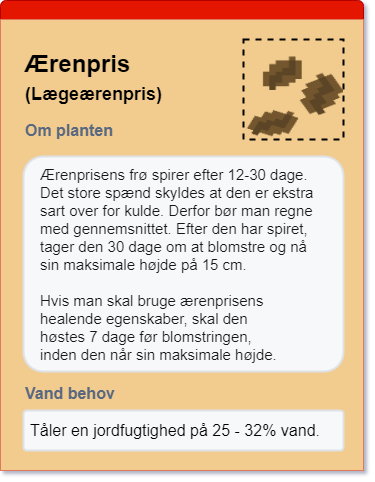 Ærenpris
(Lægeærenpris)
Om planten
Ærenprisens frø spirer efter 12-30 dage.
Det store spænd skyldes at den er ekstra
sart over for kulde. Derfor bør man regne
med gennemsnittet. Efter den har spiret,
tager den 30 dage om at blomstre og nå
sin maksimale højde på 15 cm.
Hvis man skal bruge ærenprisens
healende egenskaber, skal den
høstes 7 dage før blomstringen,
inden den når sin maksimale højde.
Vand behov
Tåler en jordfugtighed på 25 - 32% vand.